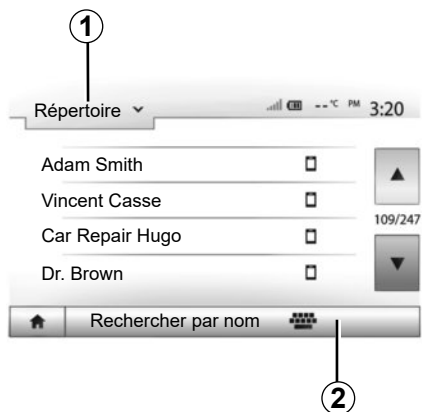 1
Répertoire
--°C PM 3:20
Adam Smith
Vincent Casse
109/247
Car Repair Hugo
Dr. Brown
Rechercher par nom
2